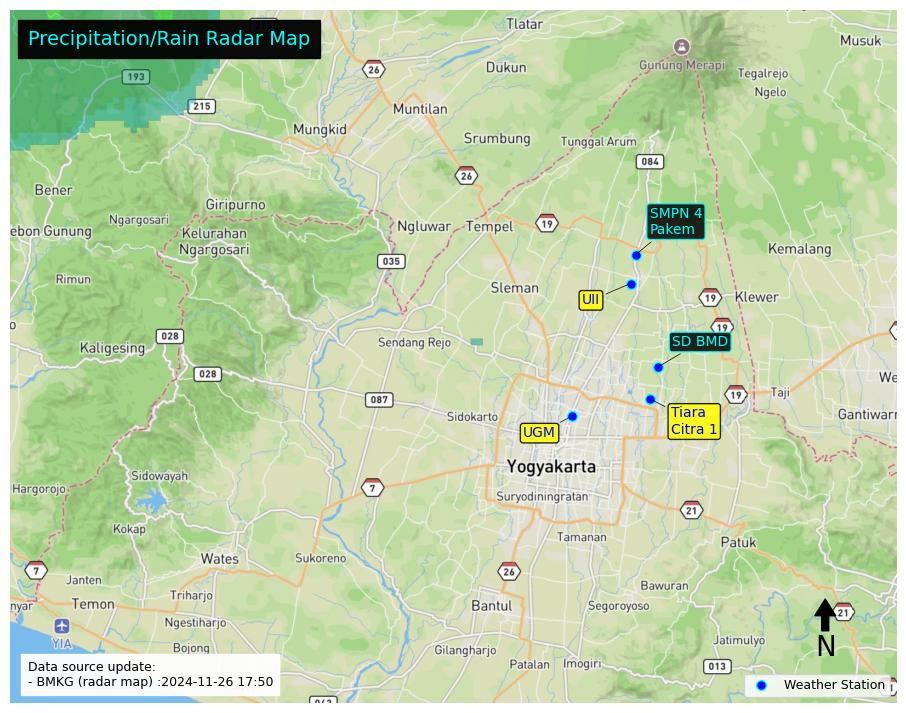 Precipitation/Rain Radar Map
Tlatar
Musuk
26
Gunung Merapi
Dukun
Tegalrejo
193
Ngelo
215
Muntilan
Mungkid
Srumbung
Tunggal Arum
084
26
Bener
Giripurno
SMPN 4
Pakem
Ngargosari
Ngluwar
Tempel
19
ebon Gunung
Kelurahan
Ngargosari
Kemalang
035
Rimun
Sleman
UII
19
Klewer
19
028
Sendang Rejo
SD BMD
Kaligesing
028
We
Taji
19
087
Sidokarto
Tiara
Citra 1
Gantiwarn
UGM
Yogyakarta
Sidowayah
Hargorojo
7
Suryodiningratan
21
Kokap
Tamanan
Patuk
Wates
Sukoreno
7
26
Janten
Bawuran
Triharjo
nyar
Temon
Bantul
Segoroyoso
21
Ngestiharjo
YIA
Jatimulyo
N
Bojong
Gilangharjo
Patalan
Imogiri
013
Data source update:
- BMKG (radar map) :2024-11-26 17:50
Weather Station